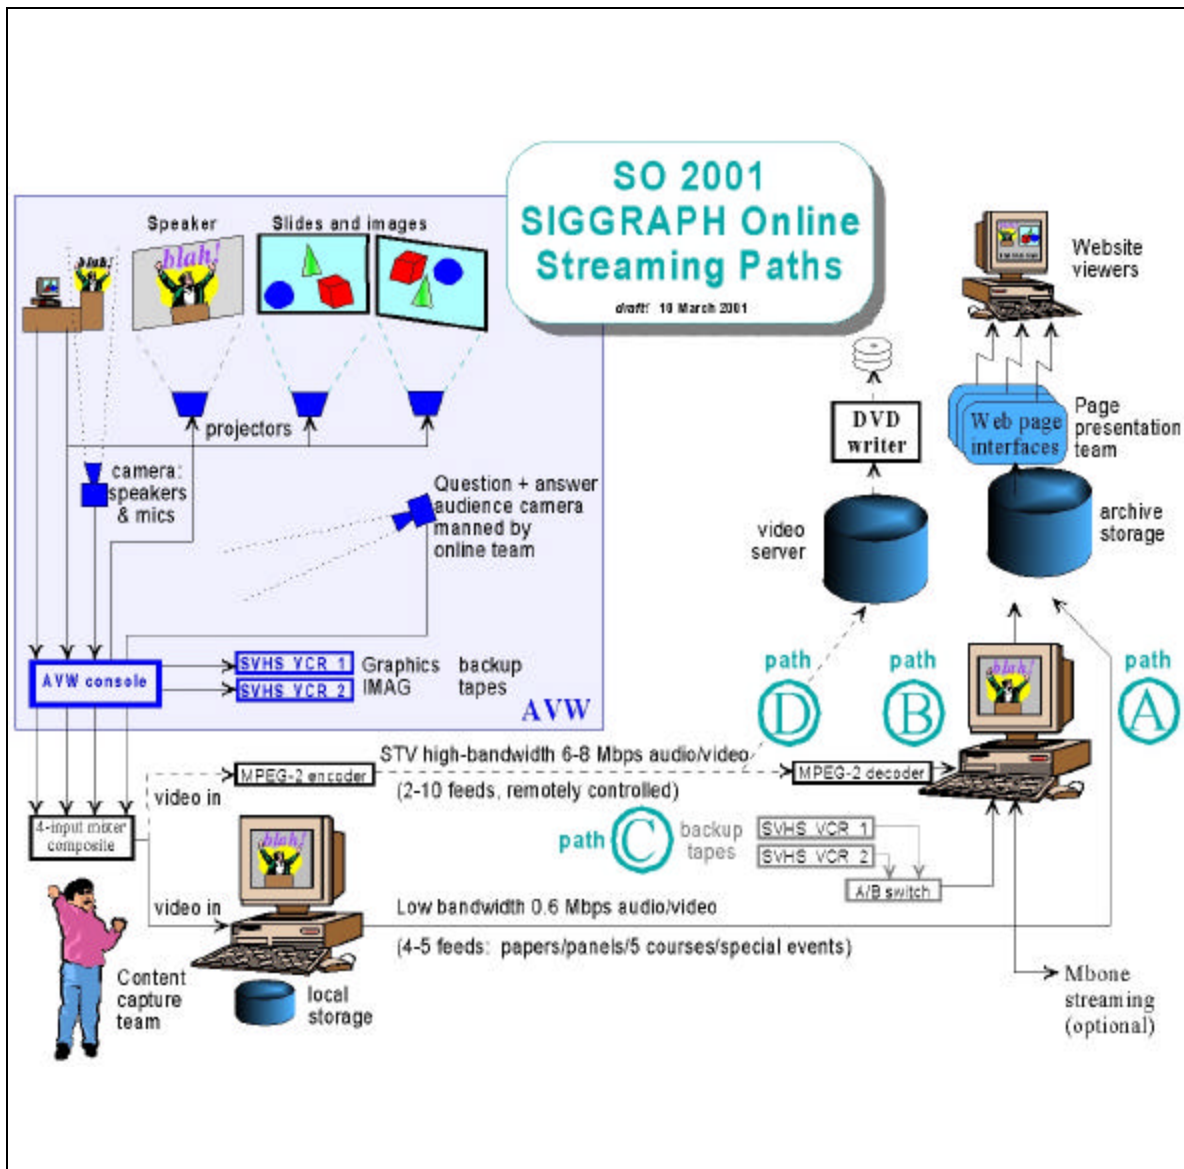 SO 2001
SIGGRAPH Online
Streaming Paths
draft! 10 March 2001
Speaker
Slides and images
blah!
blah!
projectors
camera:
speakers
& mics
Question + answer
audience camera
manned by
online team
AVW console
SVHS VCR 1
SVHS VCR 2
Graphics
IMAG
backup
tapes
AVW
Website
viewers
DVD
writer
Web page
interfaces
Page
presentation
team
video
server
archive
storage
path
D
path
B
path
A
blah!
STV high-bandwidth 6-8 Mbps audio/video
MPEG-2 encoder
MPEG-2 decoder
video in
(2-10 feeds, remotely controlled)
4-input mixer
composite
path
C
backup
tapes
SVHS VCR 1
SVHS VCR 2
A/B switch
blah!
video in
Low bandwidth 0.6 Mbps audio/video
(4-5 feeds: papers/panels/5 courses/special events)
Content
capture
team
local
storage
Mbone
streaming
(optional)